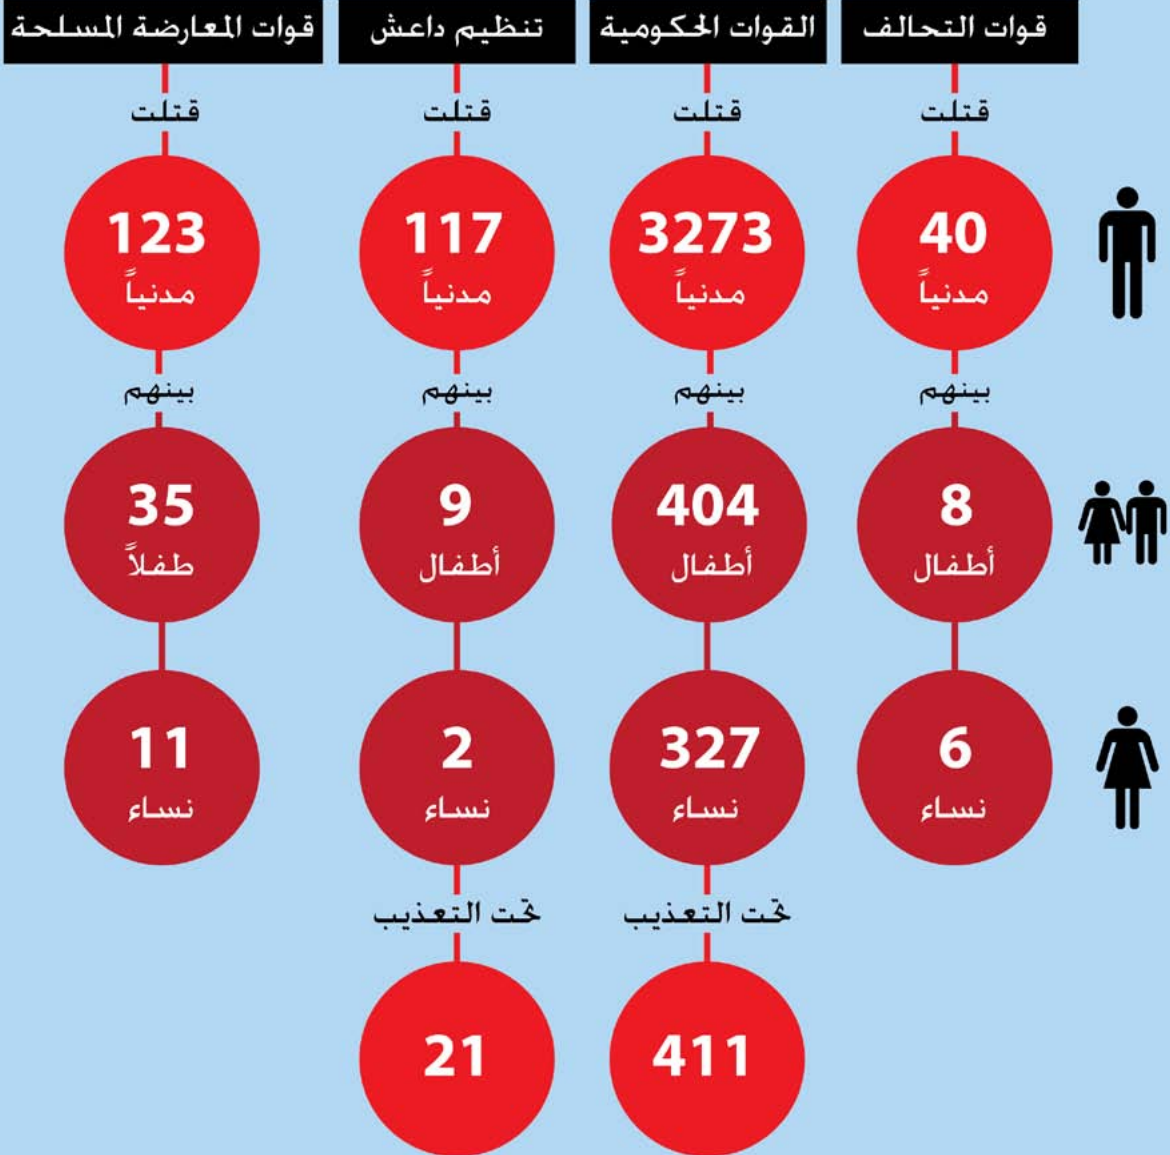 قوات التحالف
قتلت
40
مدنياً
بينهم
8
أطفال
6
نساء
القوات الحكومية
قتلت
3273
مدنياً
بينهم
404
أطفال
327
نساء
تحت التعذيب
411
تنظيم داعش
قتلت
117
مدنياً
بينهم
9
أطفال
2
نساء
تحت التعذيب
21
قوات المعارضة المسلحة
قتلت
123
مدنياً
بينهم
35
طفلاً
11
نساء